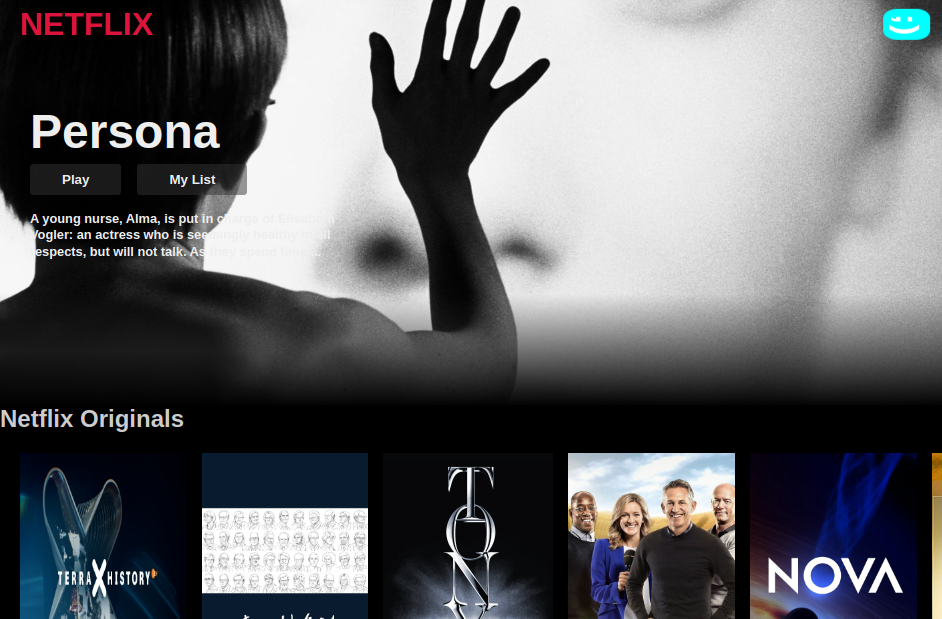 NETFLIX
Persona
Play
My List
A young nurse, Alma, is put in charge of Elisabeth
Vogler: an actress who is seemingly healthy in all
respects, but will not talk. As they spend time...
Netflix Originals
TERRA X HISTORY
TONY
NOVA